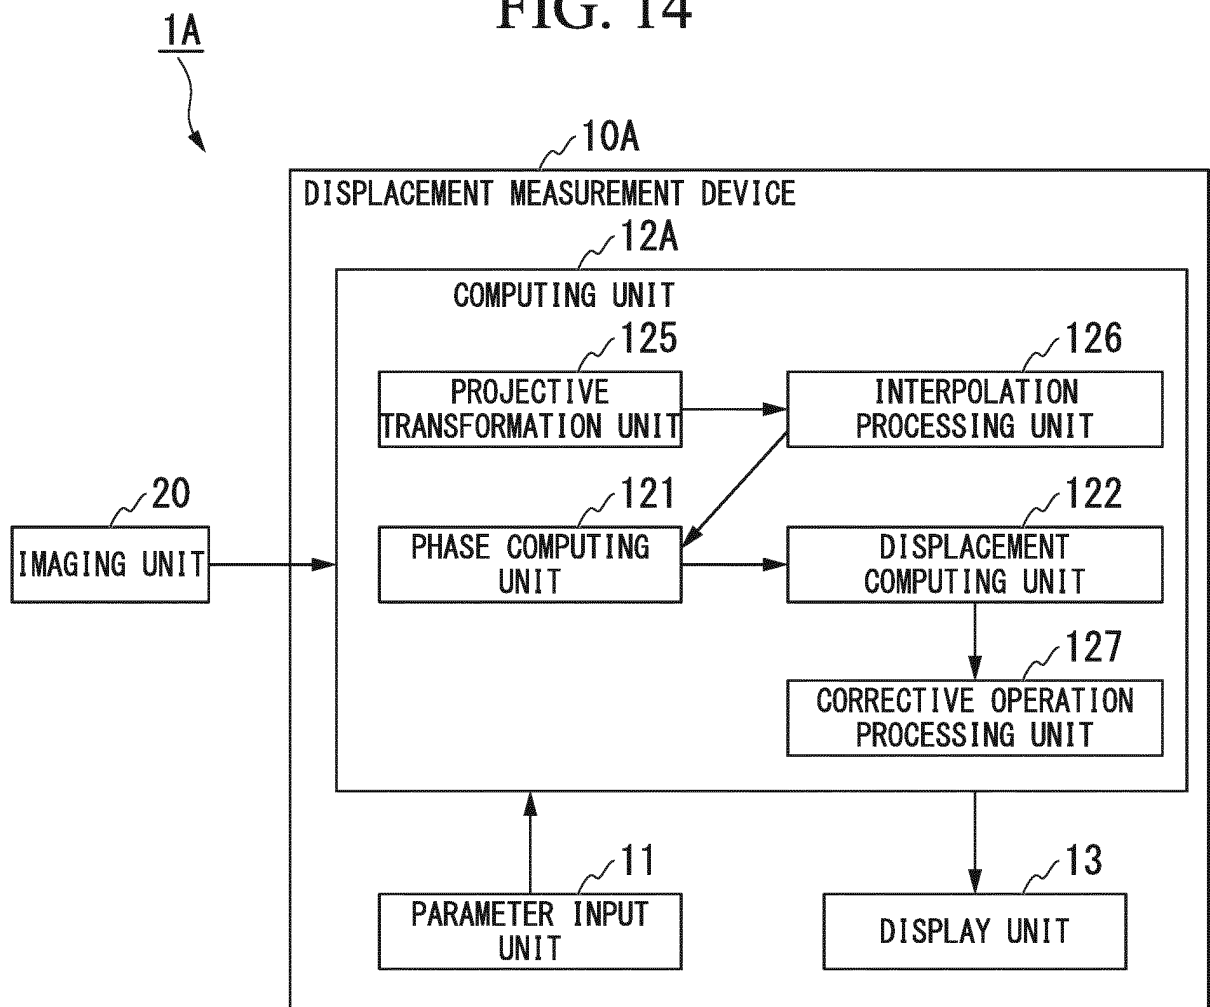 FIG. 14
1A
10A
DISPLACEMENT MEASUREMENT DEVICE
12A
COMPUTING UNIT
125
PROJECTIVE
TRANSFORMATION UNIT
126
INTERPOLATION
PROCESSING UNIT
20
IMAGING UNIT
121
PHASE COMPUTING
UNIT
122
DISPLACEMENT
COMPUTING UNIT
127
CORRECTIVE OPERATION
PROCESSING UNIT
11
PARAMETER INPUT
UNIT
13
DISPLAY UNIT